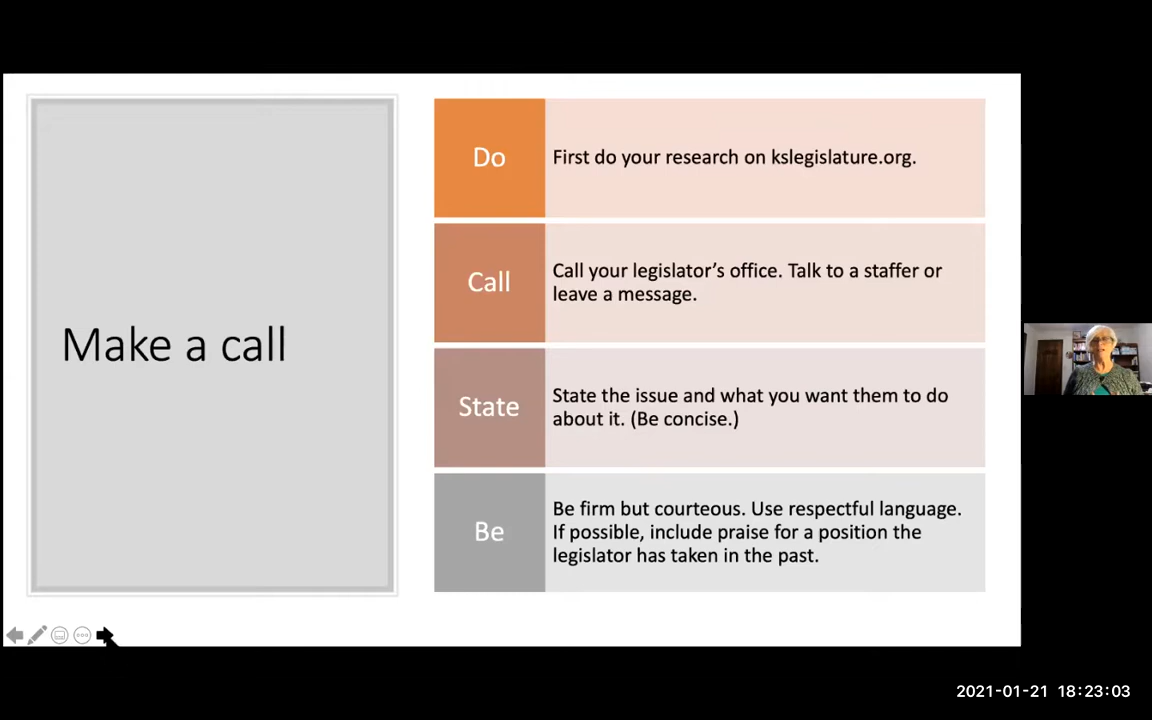 Make a call
Do
First do your research on kslegislature.org.
Call
Call your legislator’s office. Talk to a staffer or
leave a message.
State
State the issue and what you want them to do
about it. (Be concise.)
Be
Be firm but courteous. Use respectful language.
If possible, include praise for a position the
legislator has taken in the past.
2021-01-21 18:23:03